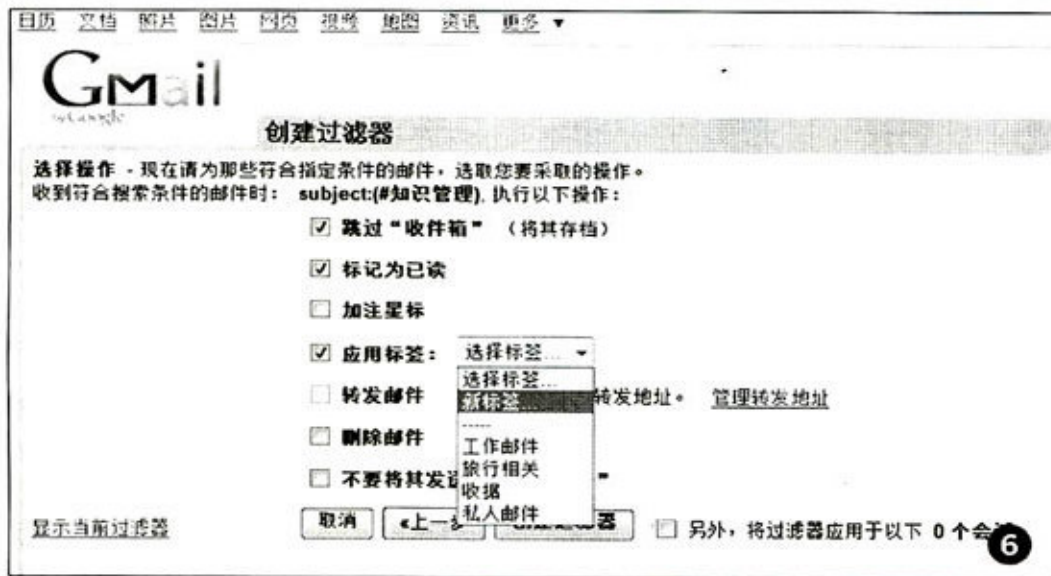 日历 文档 照片 图片 网页 视频 地图 资讯 更多 ▼
GMail
by Google
创建过滤器
选择操作 - 现在请为那些符合指定条件的邮件，选取您要采取的操作。
收到符合搜索条件的邮件时： subject:(#知识管理), 执行以下操作：
跳过“收件箱” （将其存档）
标记为已读
加注星标
应用标签： 选择标签...
选择标签...
转发邮件 新标签... 转发地址。 管理转发地址
-----
删除邮件
工作邮件
旅行相关
不要将其发
收据
私人邮件
显示当前过滤器 取消 «上一 器 另外，将过滤器应用于以下 0 个会
6